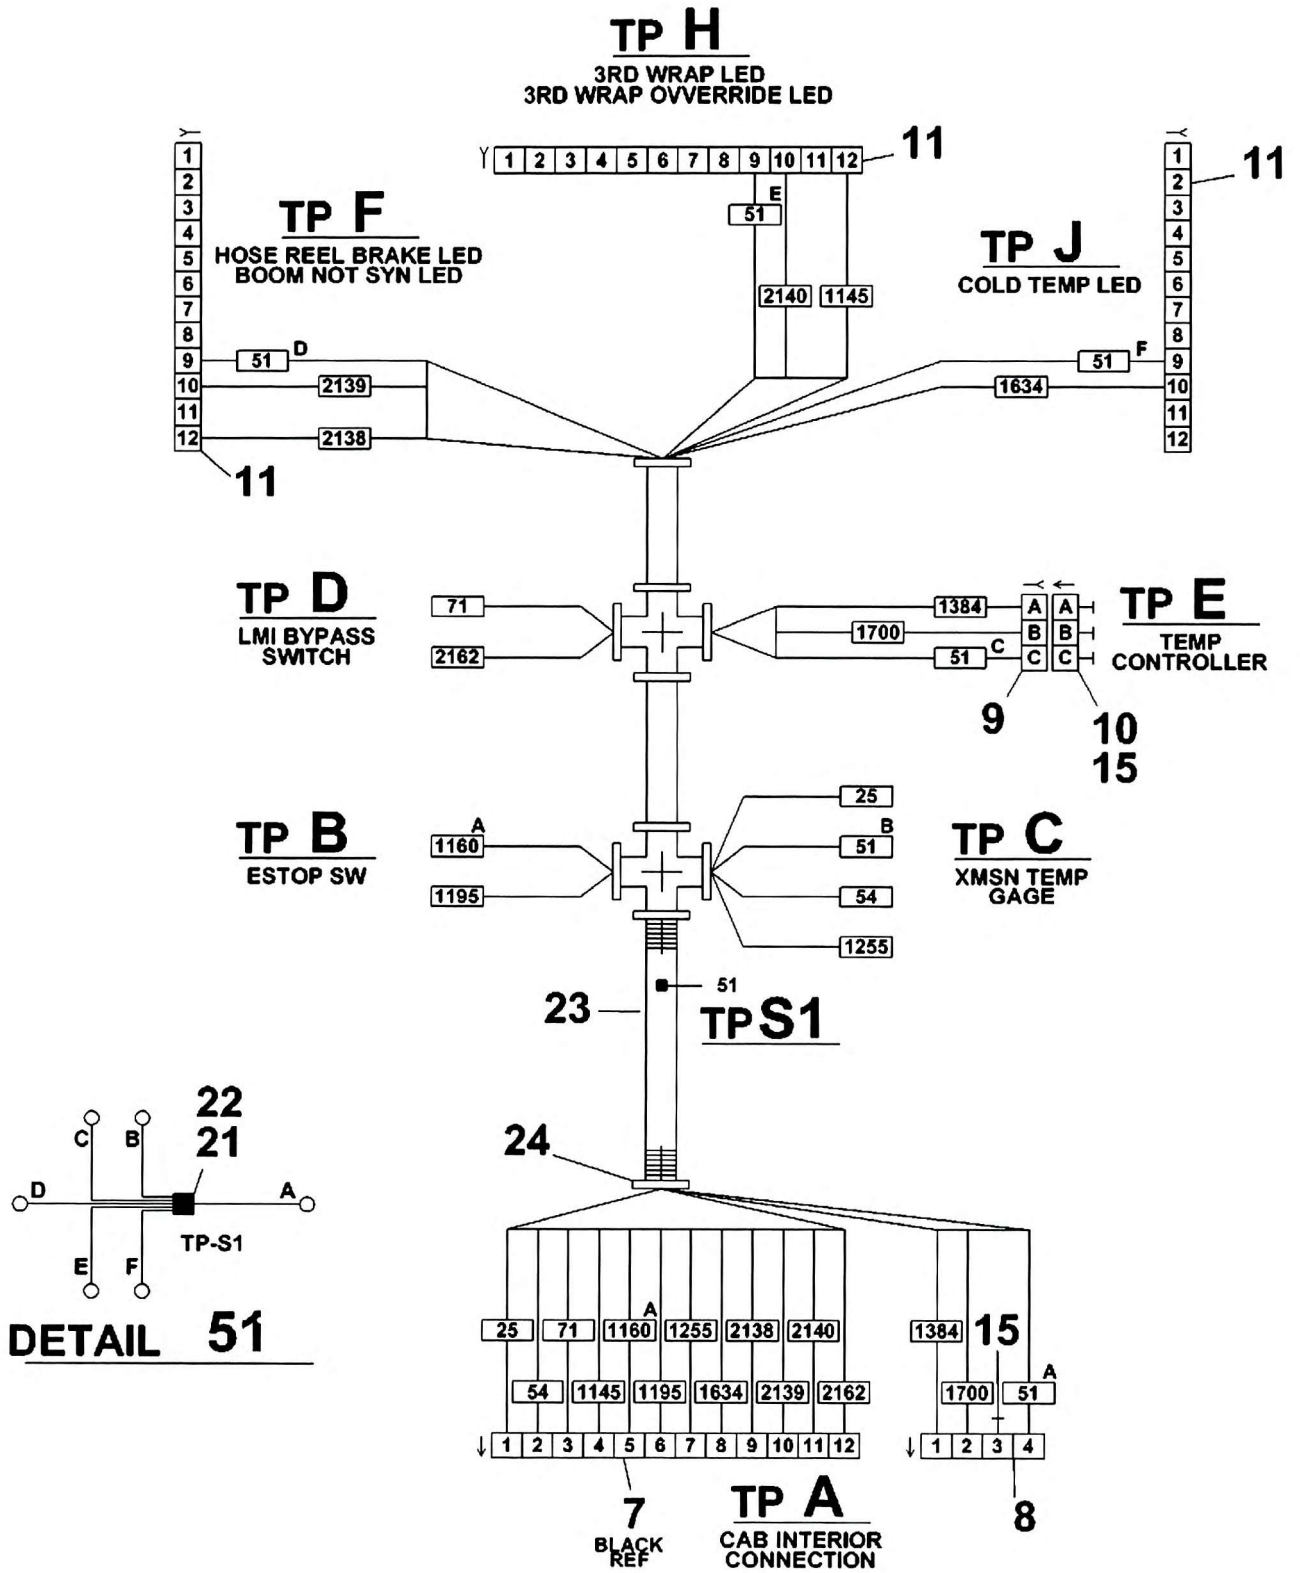 TP H
3RD WRAP LED
3RD WRAP OVVERRIDE LED
1 2 3 4 5 6 7 8 9 10 11 12
11
E
51
2140 1145
1
2
3
4
5
6
7
8
9
10
11
12
TP F
HOSE REEL BRAKE LED
BOOM NOT SYN LED
51 D
2139
2138
11
TP J
COLD TEMP LED
1
2
3
4
5
6
7
8
9
10
11
12
11
51 F
1634
TP D
LMI BYPASS
SWITCH
71
2162
1384 A A
1700 B B
51 C C C
TP E
TEMP
CONTROLLER
9
10
15
TP B
ESTOP SW
A
1160
1195
25
B
51
54
1255
TP C
XMSN TEMP
GAGE
51
23
TP S1
22
21
C B
D A
E F
TP-S1
DETAIL 51
24
A
25 71 1160 1255 2138 2140
54 1145 1195 1634 2139 2162
1 2 3 4 5 6 7 8 9 10 11 12
7
BLACK
REF
TP A
CAB INTERIOR
CONNECTION
1384 15
A
1700 51
1 2 3 4
8